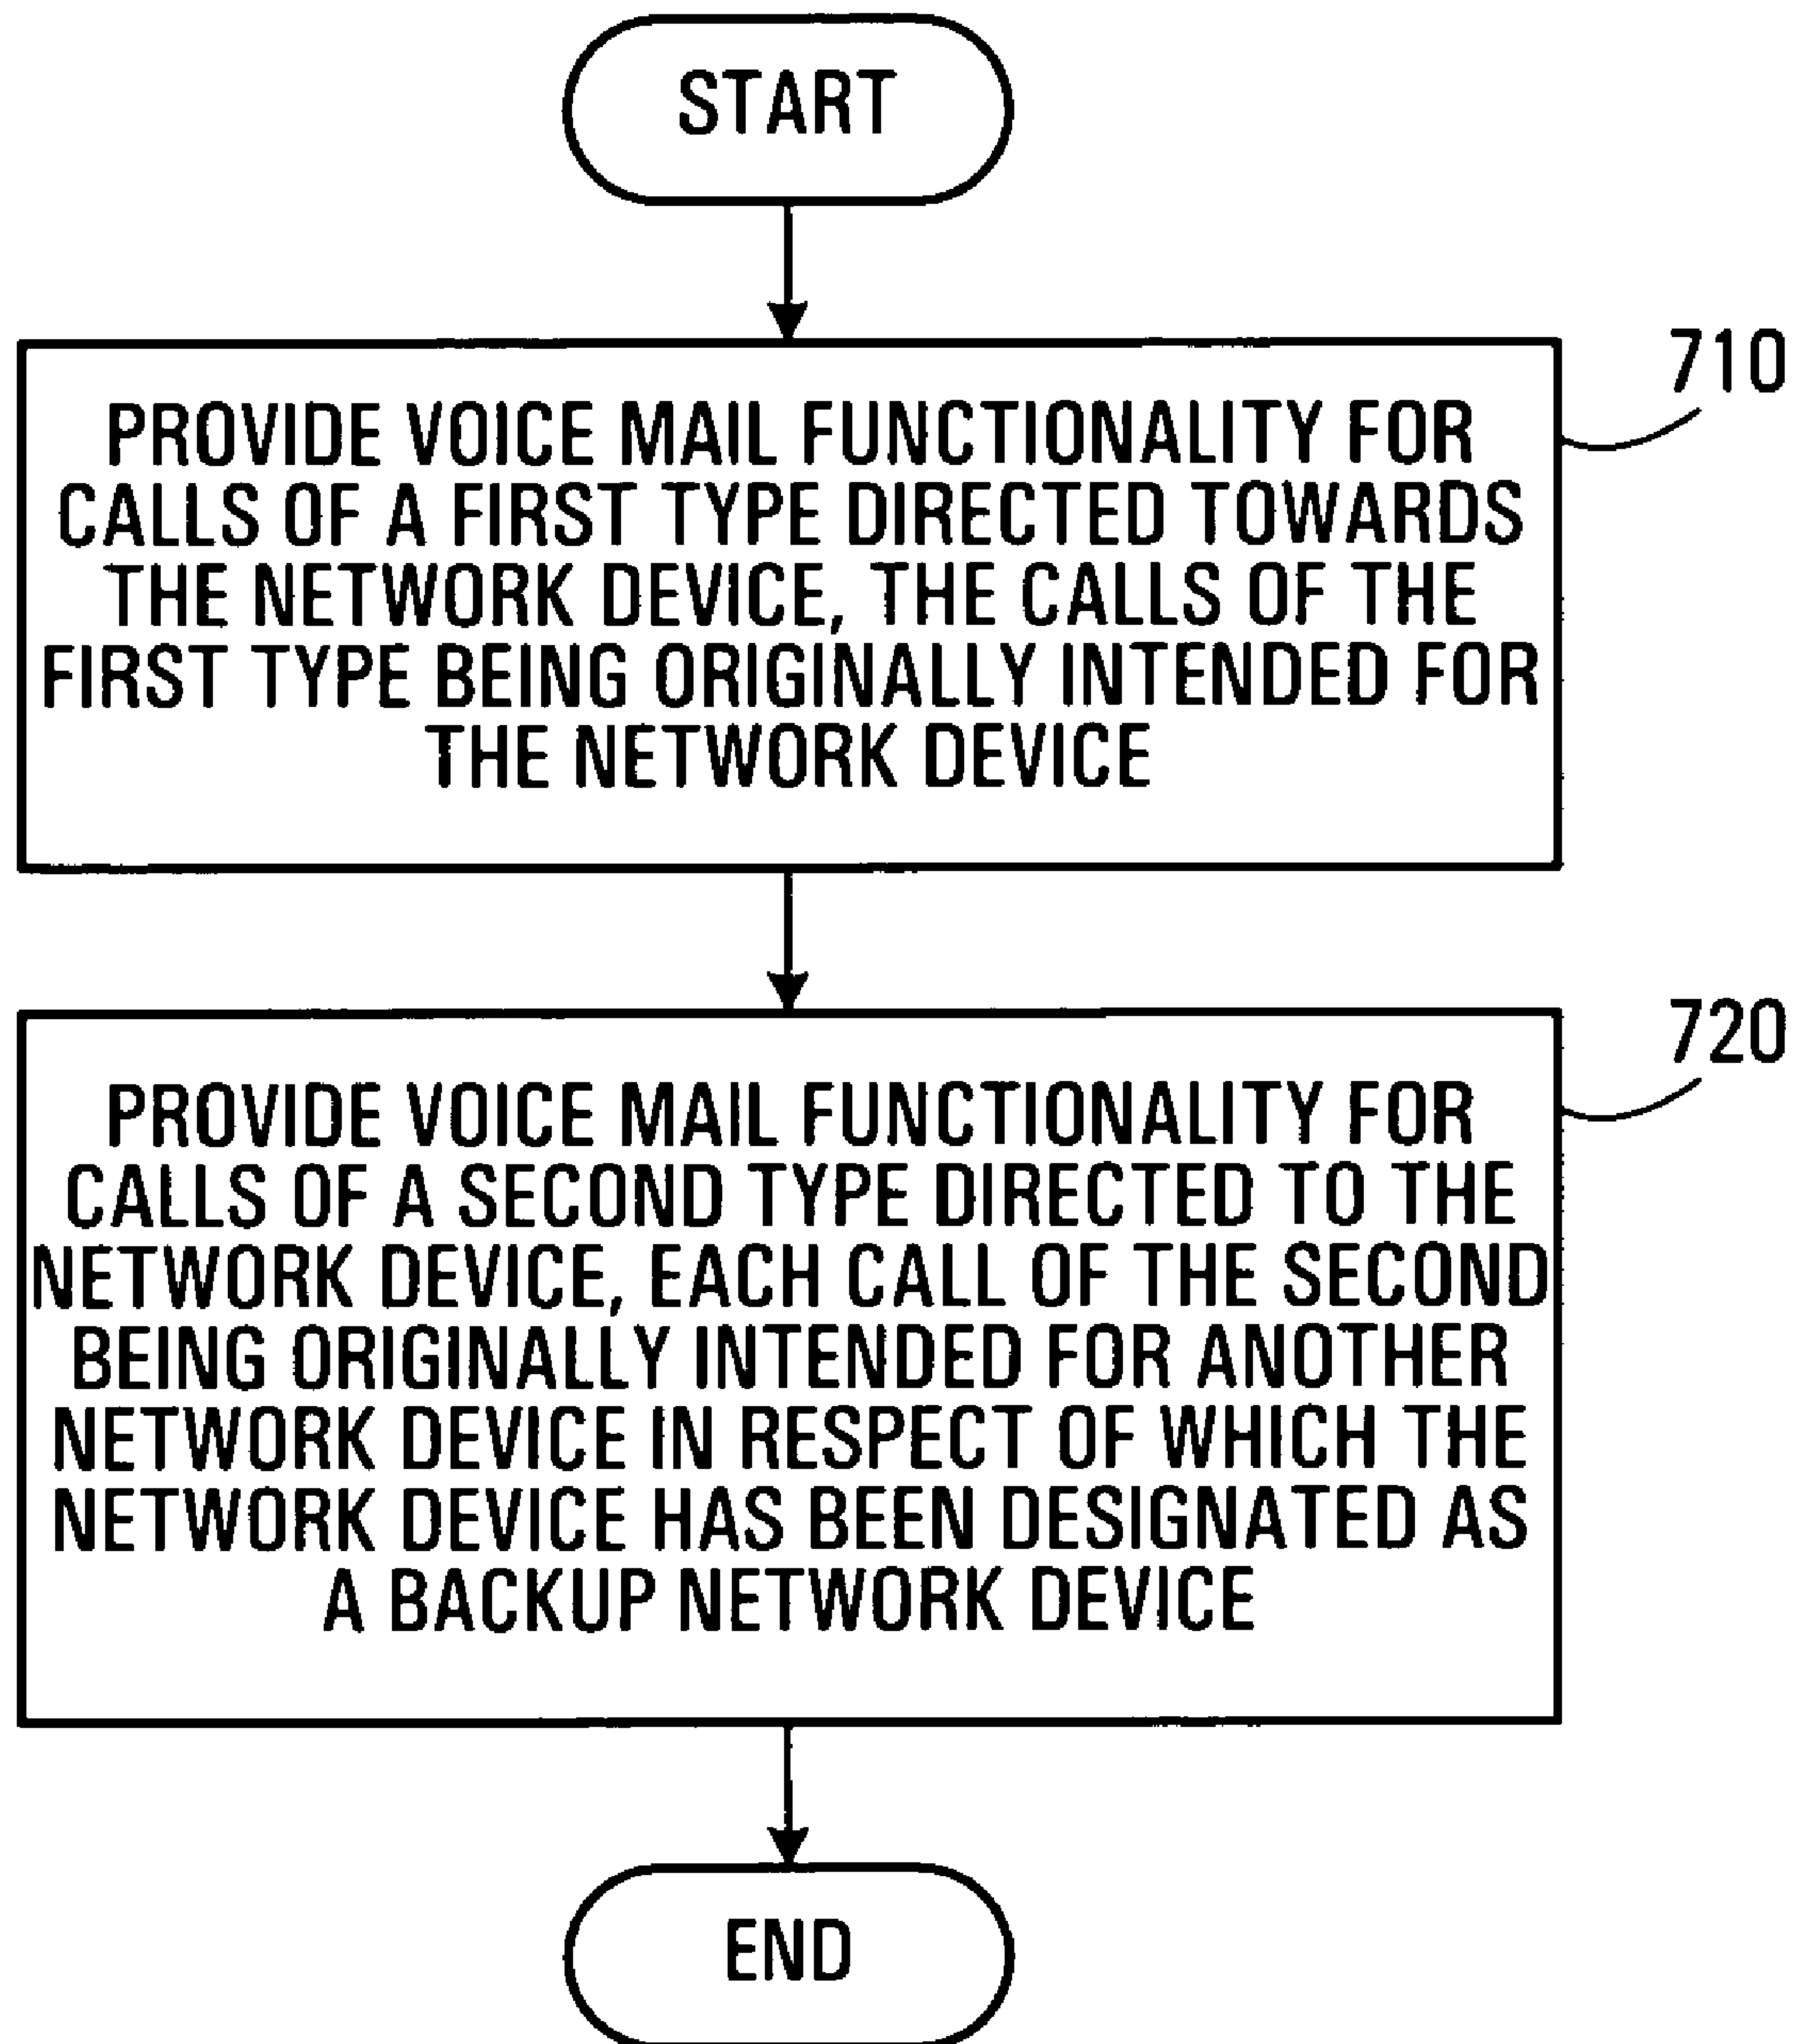 START
710
PROVIDE VOICE MAIL FUNCTIONALITY FOR
CALLS OF A FIRST TYPE DIRECTED TOWARDS
THE NETWORK DEVICE, THE CALLS OF THE
FIRST TYPE BEING ORIGINALLY INTENDED FOR
THE NETWORK DEVICE
720
PROVIDE VOICE MAIL FUNCTIONALITY FOR
CALLS OF A SECOND TYPE DIRECTED TO THE
NETWORK DEVICE, EACH CALL OF THE SECOND
BEING ORIGINALLY INTENDED FOR ANOTHER
NETWORK DEVICE IN RESPECT OF WHICH THE
NETWORK DEVICE HAS BEEN DESIGNATED AS
A BACKUP NETWORK DEVICE
END